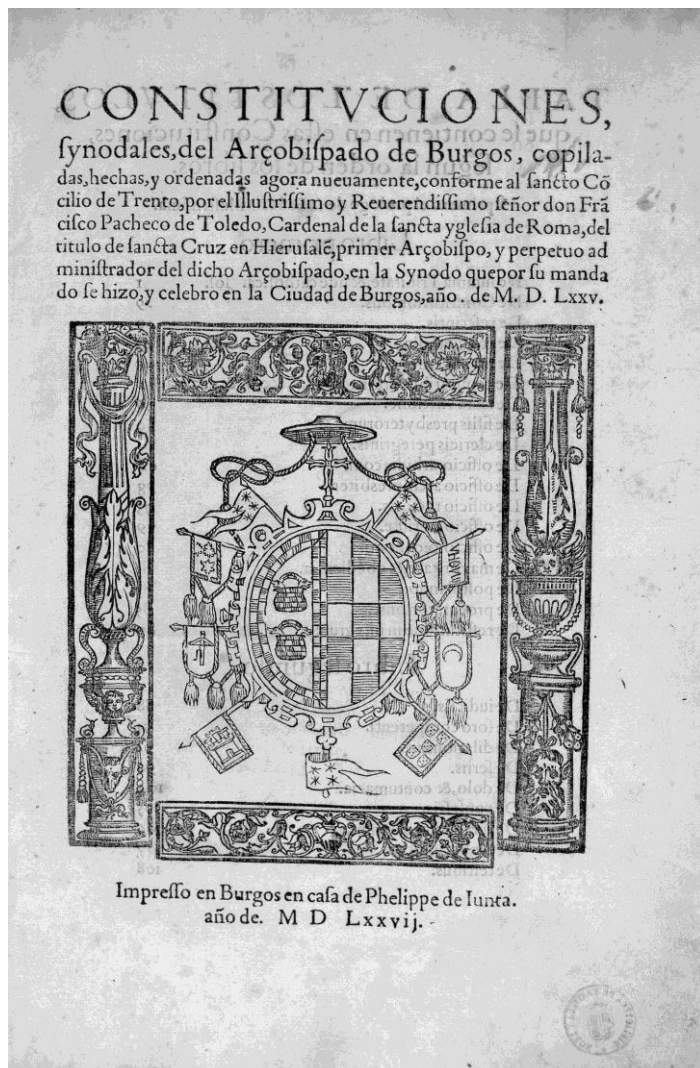 CONSTITVCIONES,
ſynodales,del Arçobiſpado de Burgos, copila-
das,hechas,y ordenadas agora nueuamente,conforme al ſancto Cõ
cilio de Trento,por el Illuſtriſſimo y Reuerendiſſimo ſeñor don Frã
ciſco Pacheco de Toledo,Cardenal de la ſancta ygleſia de Roma,del
titulo de ſancta Cruz en Hieruſalẽ,primer Arçobiſpo, y perpetuo ad
miniſtrador del dicho Arçobiſpado,en la Synodo quepor ſu manda
do ſe hizo,y celebro en la Ciudad de Burgos,año. de M. D. Lxxv.
Impreſſo en Burgos en caſa de Phelippe de Iunta.
año de. M D Lxxvij.